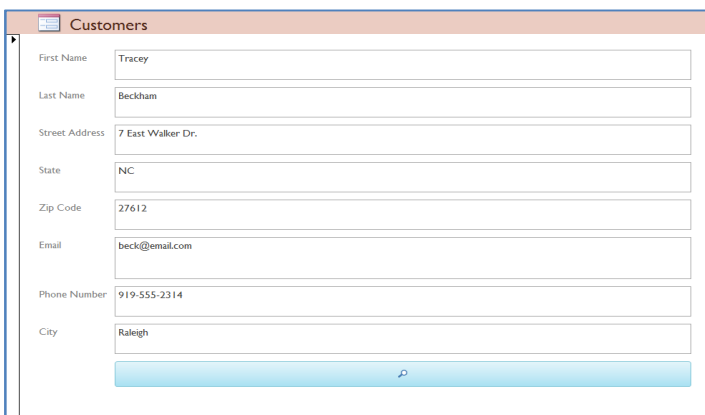 Customers
First Name Tracey
Last Name Beckham
Street Address 7 East Walker Dr.
State NC
Zip Code 27612
Email beck@email.com
Phone Number 919-555-2314
City Raleigh